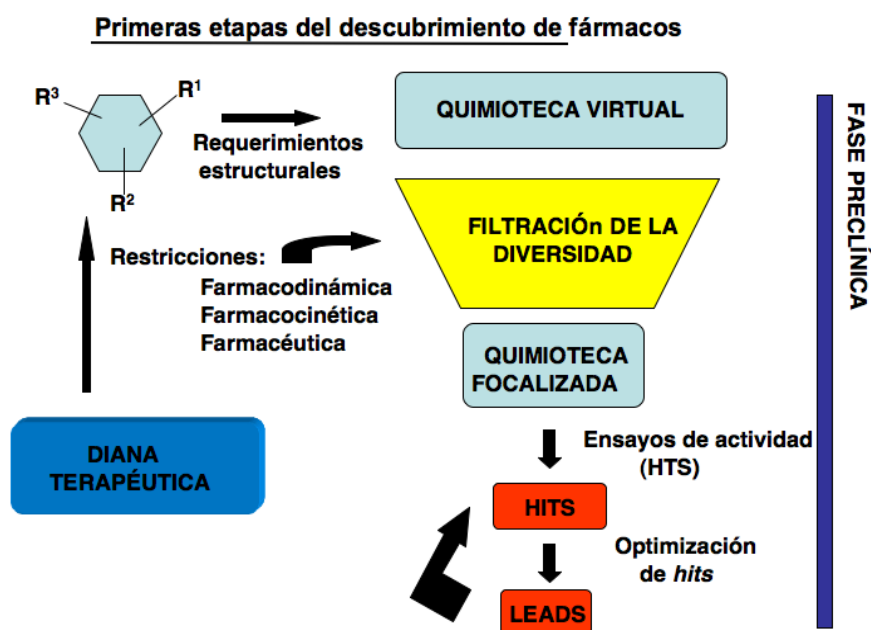 Primeras etapas del descubrimiento de fármacos
R³
R¹
R²
Requerimientos
estructurales
QUIMIOTECA VIRTUAL
FILTRACIÓn DE LA
DIVERSIDAD
Restricciones:
Farmacodinámica
Farmacocinética
Farmacéutica
QUIMIOTECA
FOCALIZADA
DIANA
TERAPÉUTICA
Ensayos de actividad
(HTS)
HITS
Optimización
de hits
LEADS
FASE PRECLÍNICA